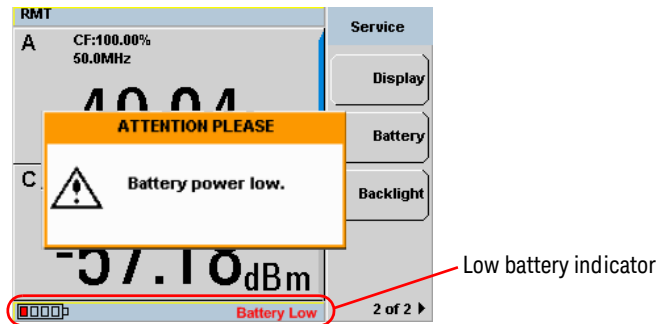 RMT
Service
A
CF:100.00%
50.0MHz
Display
ATTENTION PLEASE
Battery
C
Battery power low.
Backlight
-57.18dBm
Low battery indicator
Battery Low
2 of 2